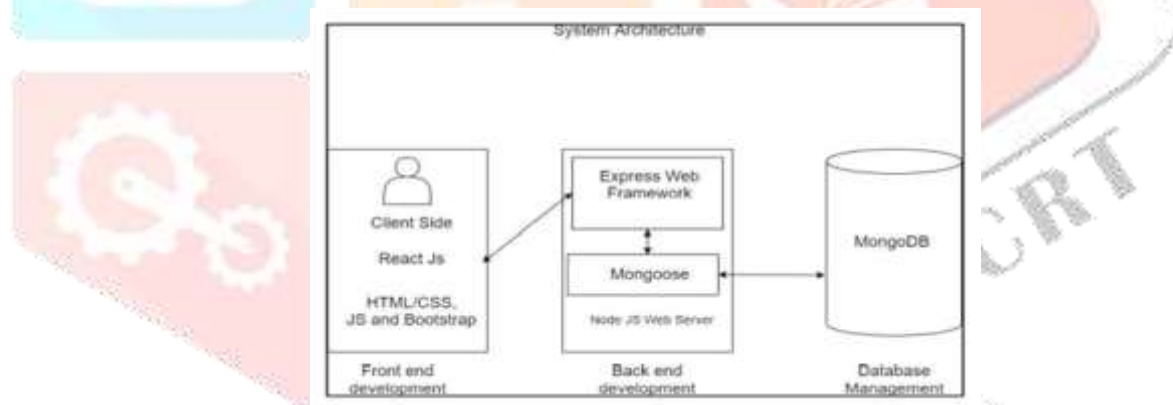 System Architecture
Client Side
React Js
HTML/CSS,
JS and Bootstrap
Front end
development
Express Web
Framework
Mongoose
Node JS Web Server
Back end
development
MongoDB
Database
Management
CRT